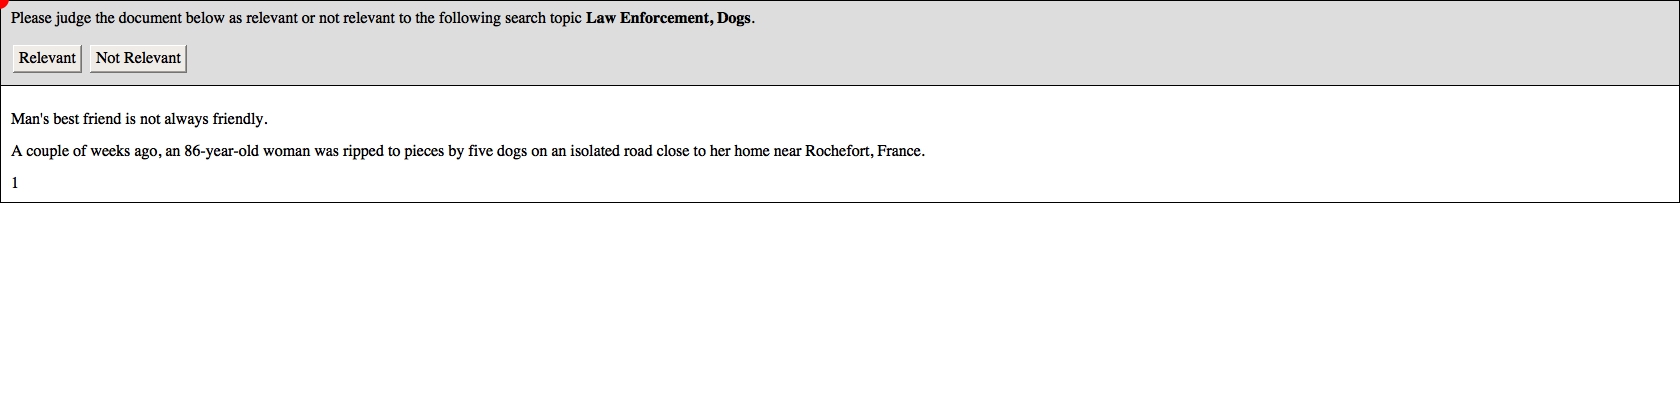 Please judge the document below as relevant or not relevant to the following search topic Law Enforcement, Dogs.
Relevant Not Relevant
Man's best friend is not always friendly.
A couple of weeks ago, an 86-year-old woman was ripped to pieces by five dogs on an isolated road close to her home near Rochefort, France.
1